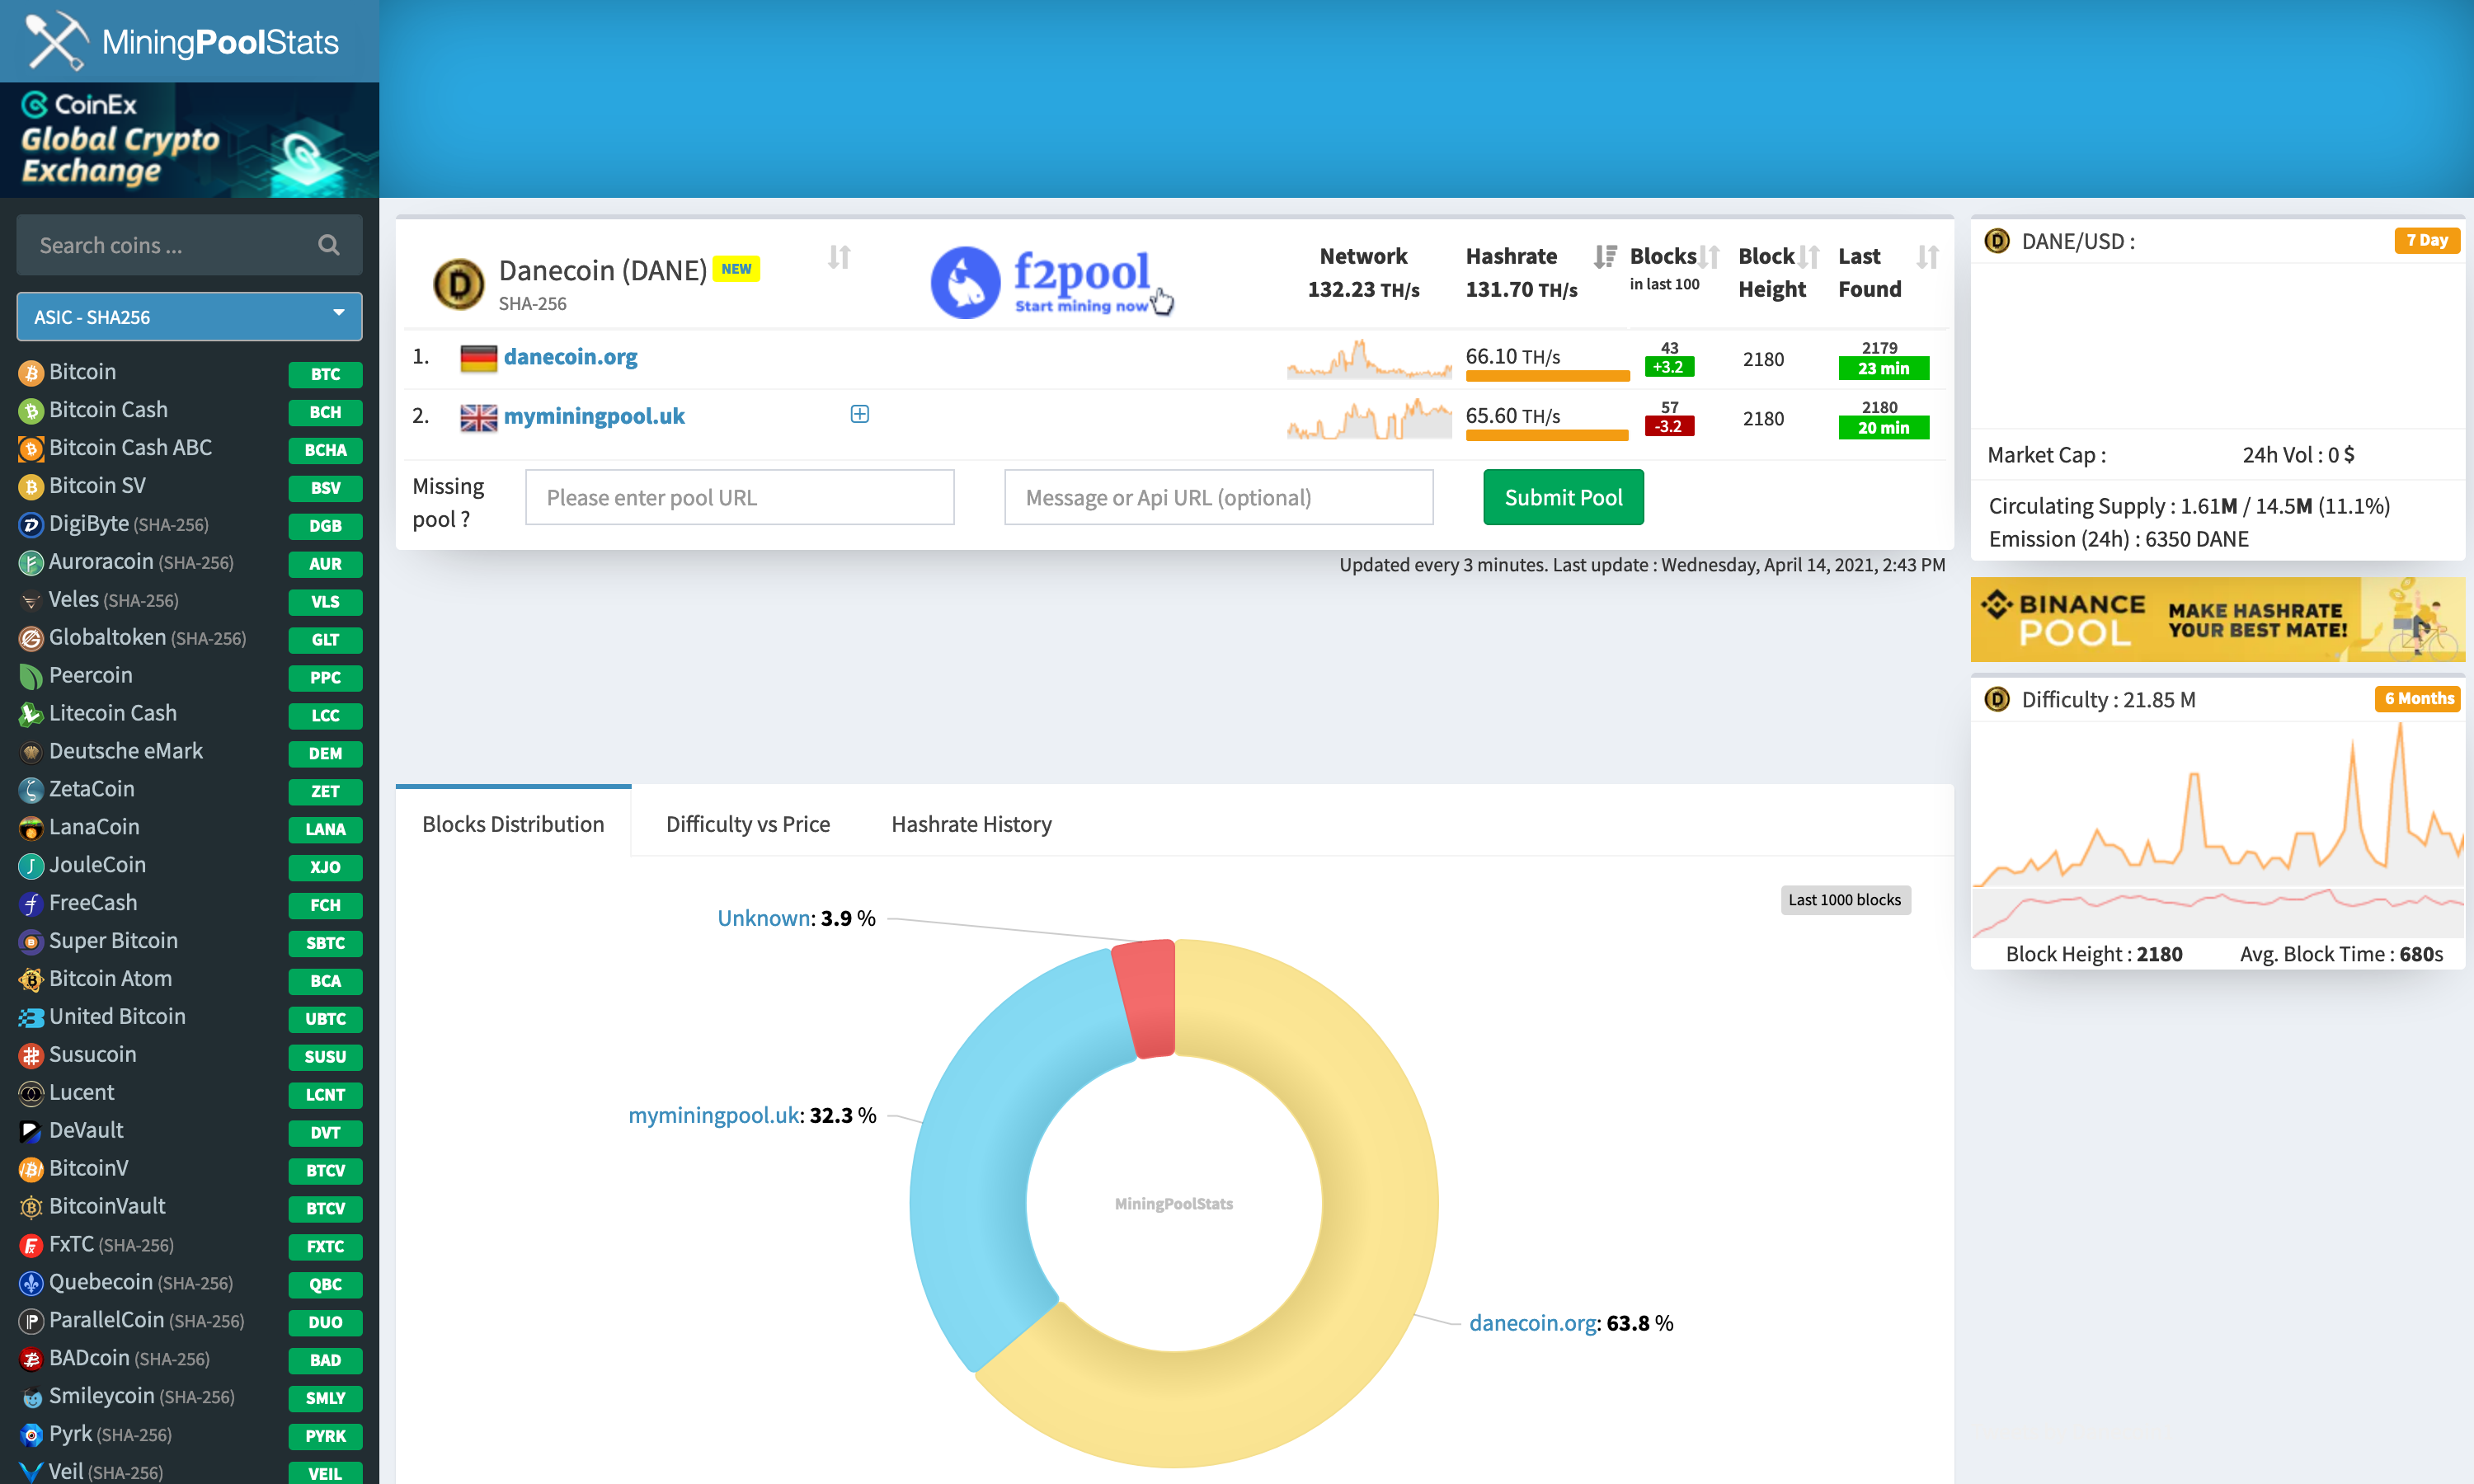 MiningPoolStats
CoinEx
Global Crypto
Exchange
Search coins ...
ASIC - SHA256
Bitcoin BTC
Bitcoin Cash BCH
Bitcoin Cash ABC BCHA
Bitcoin SV BSV
DigiByte (SHA-256) DGB
Auroracoin (SHA-256) AUR
Veles (SHA-256) VLS
Globaltoken (SHA-256) GLT
Peercoin PPC
Litecoin Cash LCC
Deutsche eMark DEM
ZetaCoin ZET
LanaCoin LANA
JouleCoin XJO
FreeCash FCH
Super Bitcoin SBTC
Bitcoin Atom BCA
United Bitcoin UBTC
Susucoin SUSU
Lucent LCNT
DeVault DVT
BitcoinV BTCV
BitcoinVault BTCV
FxTC (SHA-256) FXTC
Quebecoin (SHA-256) QBC
ParallelCoin (SHA-256) DUO
BADcoin (SHA-256) BAD
Smileycoin (SHA-256) SMLY
Pyrk (SHA-256) PYRK
Veil (SHA-256) VEIL
Danecoin (DANE) NEW
SHA-256
f2pool
Start mining now
Network
132.23 TH/s
Hashrate
131.70 TH/s
Blocks
in last 100
Block
Height
Last
Found
1. danecoin.org 66.10 TH/s 43 +3.2 2180 2179 23 min
2. myminingpool.uk 65.60 TH/s 57 -3.2 2180 2180 20 min
Missing
pool ?
Please enter pool URL
Message or Api URL (optional)
Submit Pool
Updated every 3 minutes. Last update : Wednesday, April 14, 2021, 2:43 PM
Blocks Distribution Difficulty vs Price Hashrate History
Last 1000 blocks
Unknown: 3.9 %
myminingpool.uk: 32.3 %
MiningPoolStats
danecoin.org: 63.8 %
DANE/USD : 7 Day
Market Cap : 24h Vol : 0 $
Circulating Supply : 1.61M / 14.5M (11.1%)
Emission (24h) : 6350 DANE
BINANCE
POOL
MAKE HASHRATE
YOUR BEST MATE!
Difficulty : 21.85 M 6 Months
Block Height : 2180 Avg. Block Time : 680s